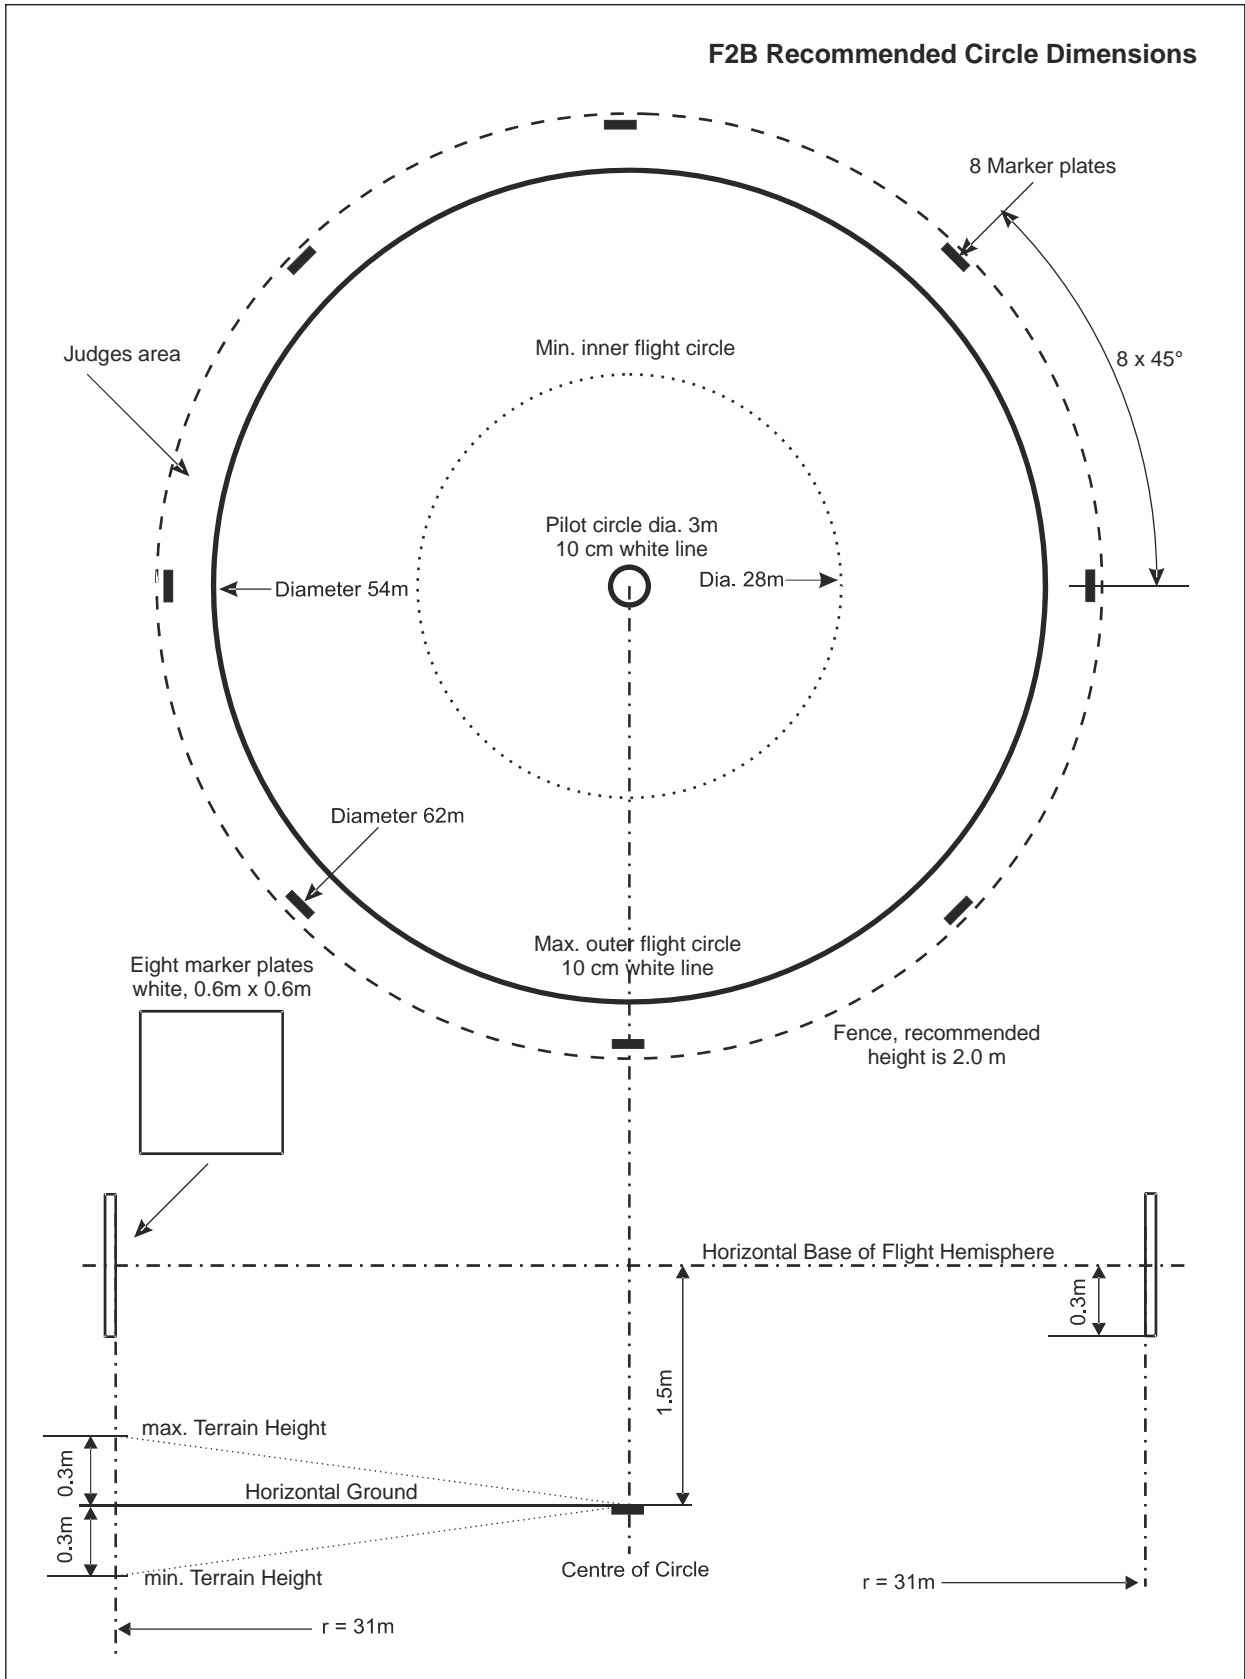 F2B Recommended Circle Dimensions
8 Marker plates
Judges area
Min. inner flight circle
8 x 45°
Pilot circle dia. 3m
10 cm white line
Diameter 54m
Dia. 28m
Diameter 62m
Max. outer flight circle
10 cm white line
Eight marker plates
white, 0.6m x 0.6m
Fence, recommended
height is 2.0 m
Horizontal Base of Flight Hemisphere
0.3m
1.5m
max. Terrain Height
0.3m
Horizontal Ground
0.3m
min. Terrain Height
Centre of Circle
r = 31m
r = 31m